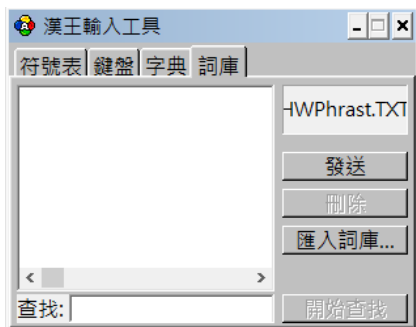 漢王輸入工具
符號表 鍵盤 字典 詞庫
HWPhrast.TXT
發送
刪除
匯入詞庫...
查找:
開始查找